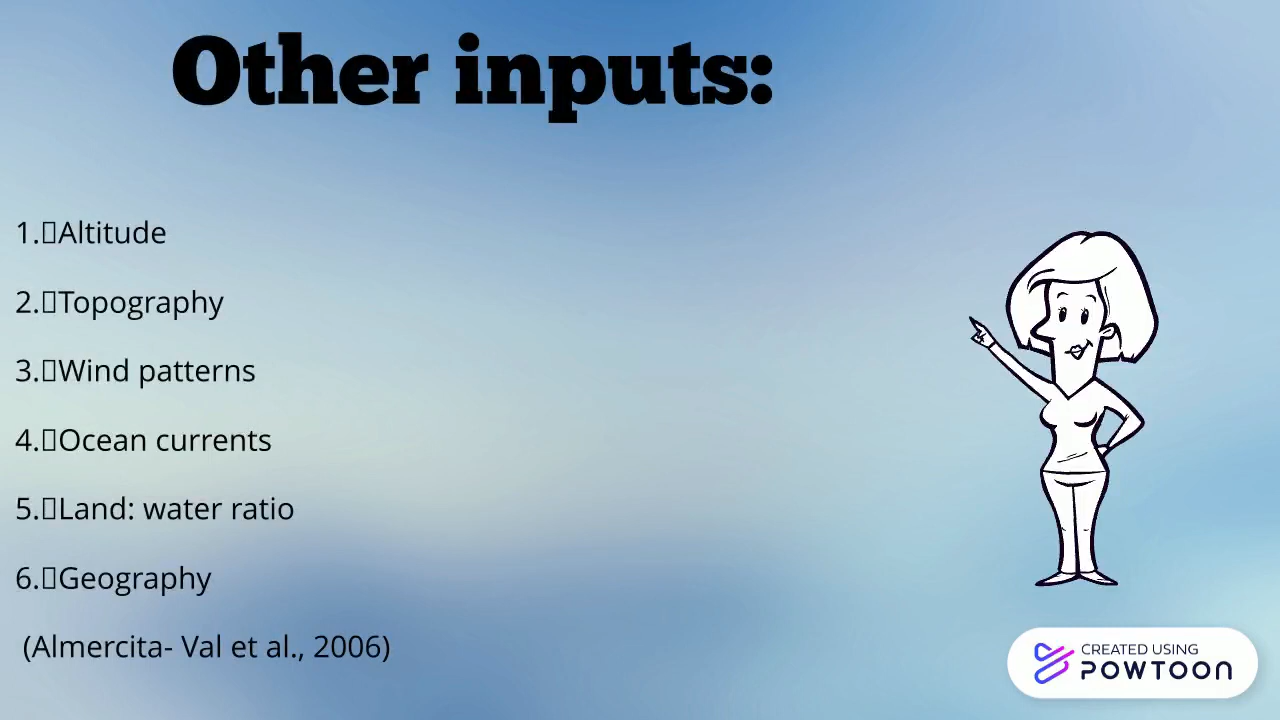 Other inputs:
1.▯Altitude
2.▯Topography
3.▯Wind patterns
4.▯Ocean currents
5.▯Land: water ratio
6.▯Geography
(Almercita- Val et al., 2006)
CREATED USING
POWTOON